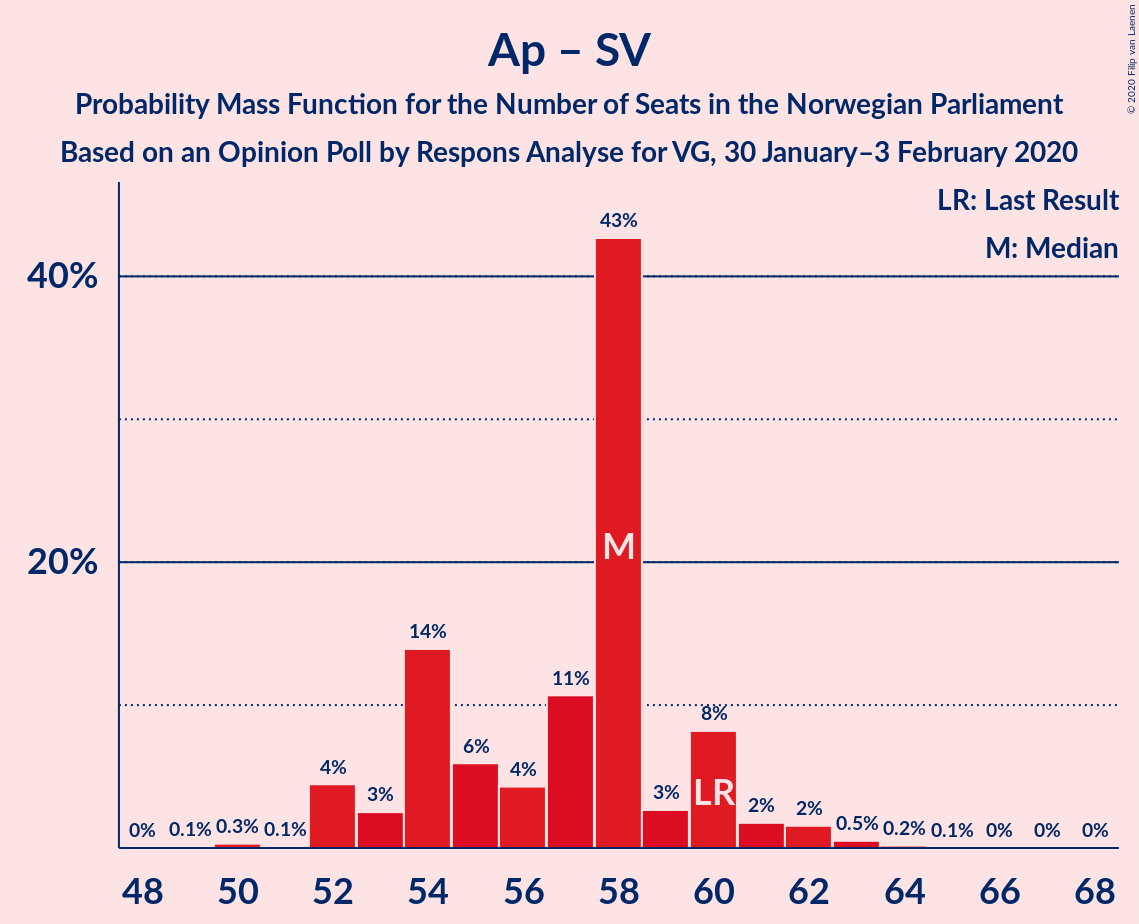 Ap – SV
Probability Mass Function for the Number of Seats in the Norwegian Parliament
Based on an Opinion Poll by Respons Analyse for VG, 30 January–3 February 2020
© 2020 Filip van Laenen
LR: Last Result
M: Median
40%
20%
0%
0.1%
0.3%
0.1%
4%
3%
14%
6%
4%
11%
43%
M
3%
8%
LR
2%
2%
0.5%
0.2%
0.1%
0%
0%
0%
48 50 52 54 56 58 60 62 64 66 68